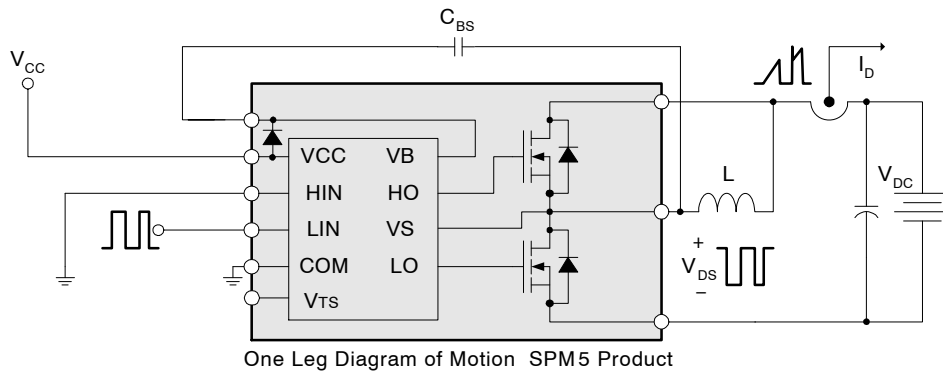 C_BS
V_CC
I_D
VCC VB
HIN HO
LIN VS
COM LO
V_TS
L
V_DC
+
V_DS
−
One Leg Diagram of Motion SPM5 Product